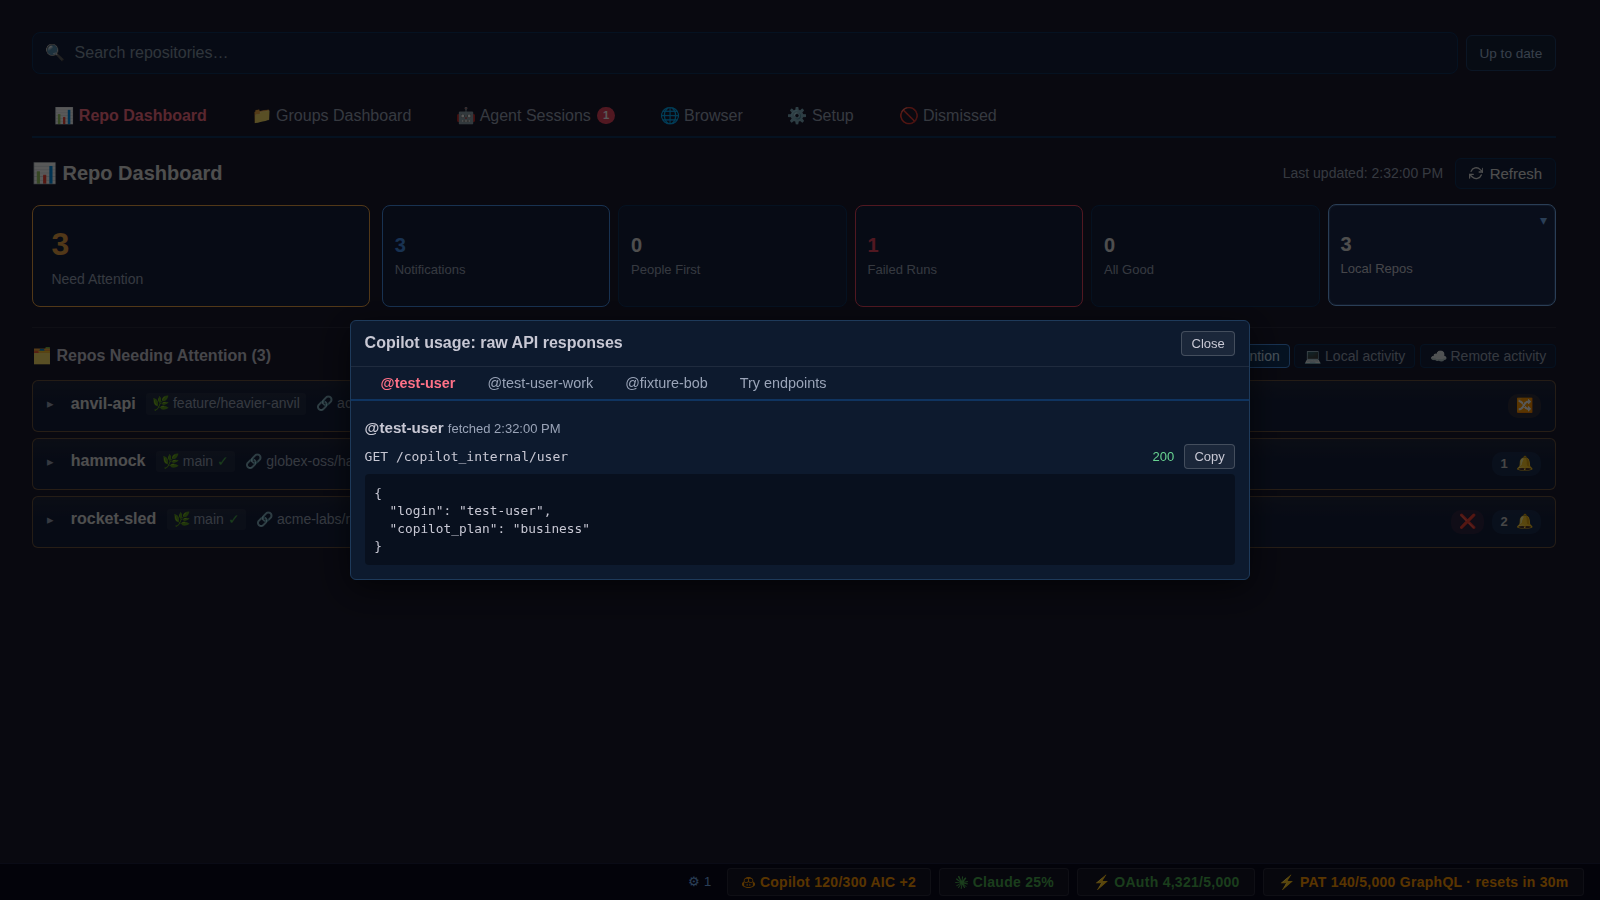 Search repositories…
Up to date
Repo Dashboard
Groups Dashboard
Agent Sessions 1
Browser
Setup
Dismissed
Repo Dashboard
Last updated: 2:32:00 PM
Refresh
3
Need Attention
3
Notifications
0
People First
1
Failed Runs
0
All Good
3
Local Repos
Repos Needing Attention (3)
Local activity
Remote activity
anvil-api
feature/heavier-anvil
hammock
main ✓
1
rocket-sled
main ✓
2
Copilot usage: raw API responses
Close
@test-user
@test-user-work
@fixture-bob
Try endpoints
@test-user fetched 2:32:00 PM
GET /copilot_internal/user
200
Copy
{
"login": "test-user",
"copilot_plan": "business"
}
1
Copilot 120/300 AIC +2
Claude 25%
OAuth 4,321/5,000
PAT 140/5,000 GraphQL · resets in 30m